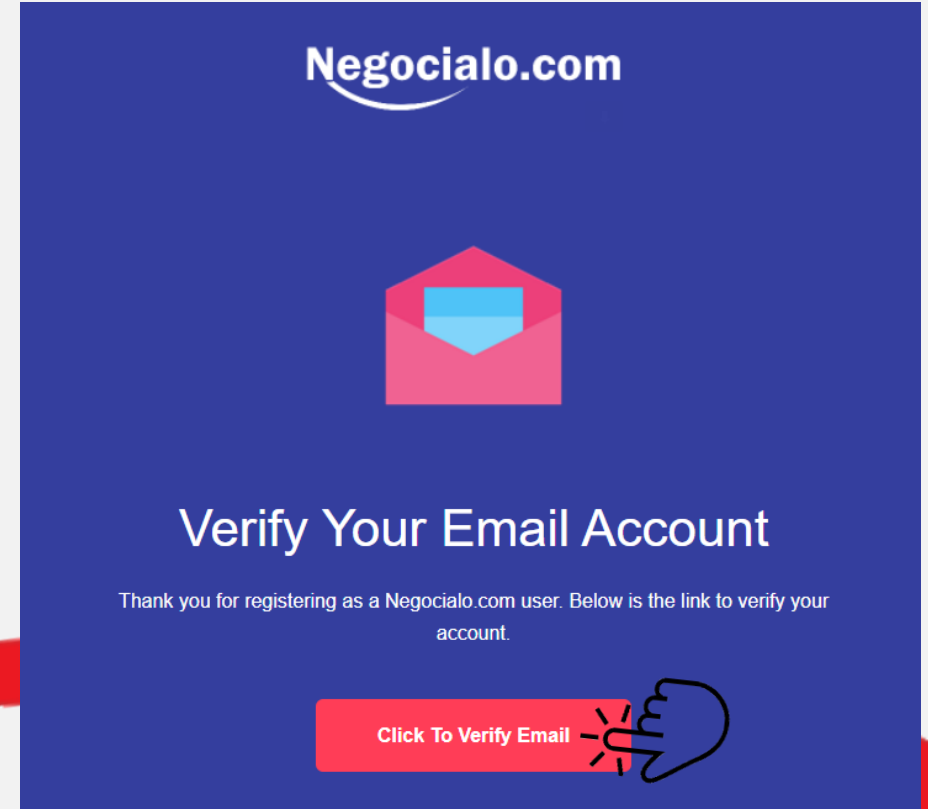 Negocialo.com
Verify Your Email Account
Thank you for registering as a Negocialo.com user. Below is the link to verify your
account.
Click To Verify Email